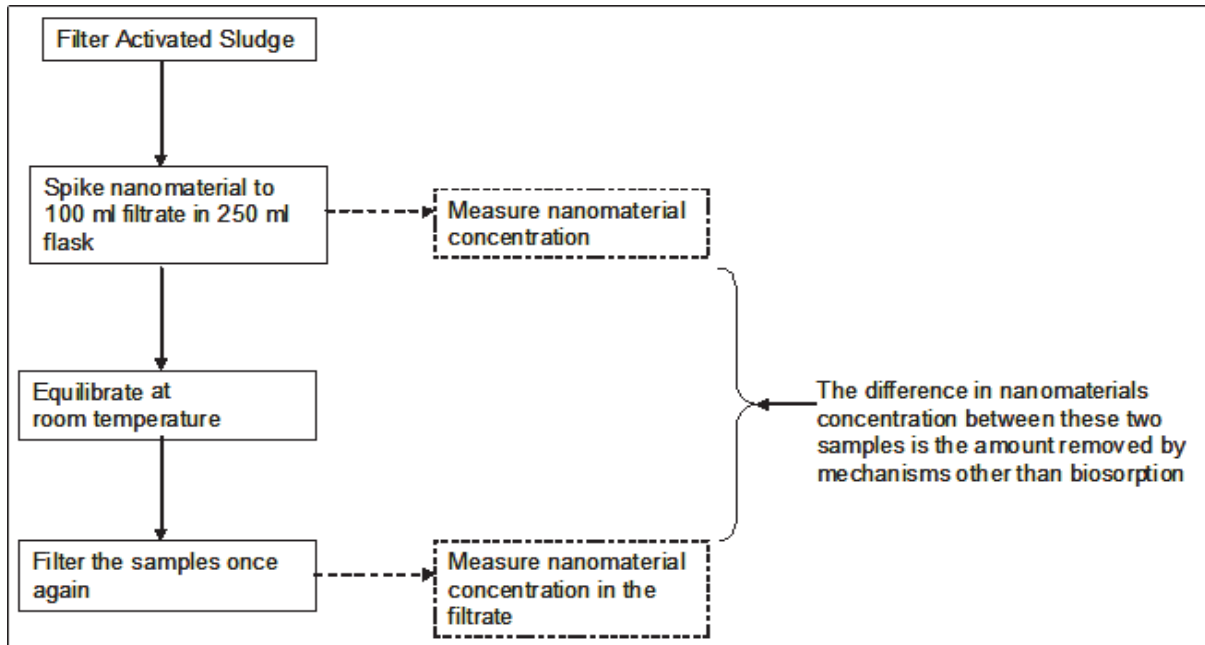 Filter Activated Sludge
Spike nanomaterial to
100 ml filtrate in 250 ml
flask
Measure nanomaterial
concentration
Equilibrate at
room temperature
The difference in nanomaterials
concentration between these two
samples is the amount removed by
mechanisms other than biosorption
Filter the samples once
again
Measure nanomaterial
concentration in the
filtrate